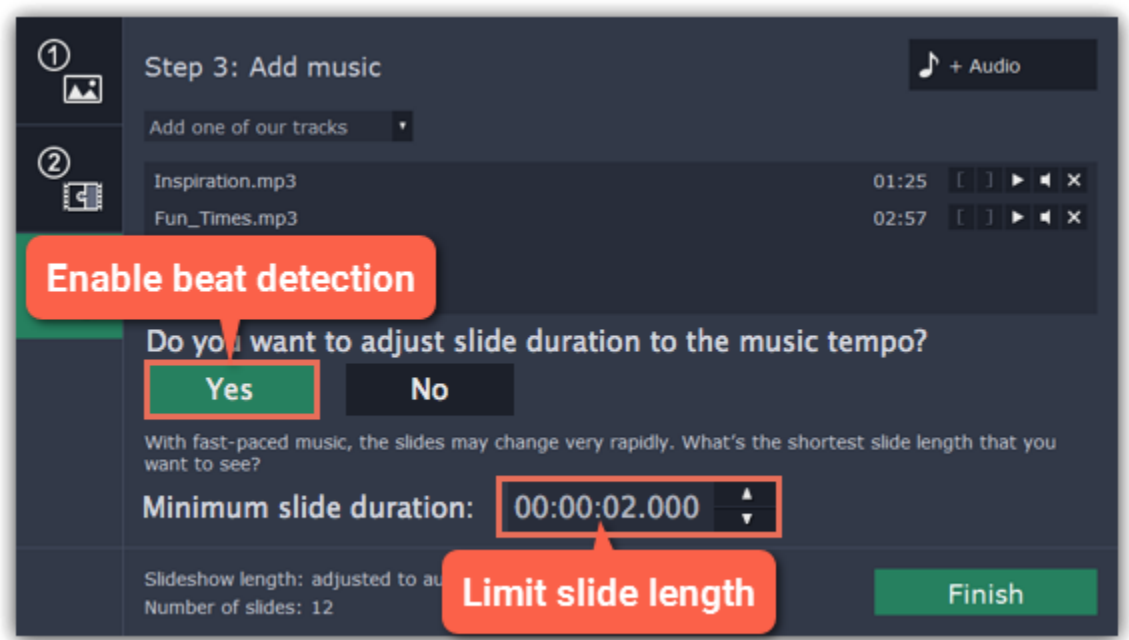 ①
Step 3: Add music
+ Audio
Add one of our tracks
②
Inspiration.mp3 01:25 [ ]
Fun_Times.mp3 02:57 [ ]
Enable beat detection
Do you want to adjust slide duration to the music tempo?
Yes No
With fast-paced music, the slides may change very rapidly. What's the shortest slide length that you
want to see?
Minimum slide duration: 00:00:02.000
Slideshow length: adjusted to
Limit slide length
Finish
Number of slides: 12